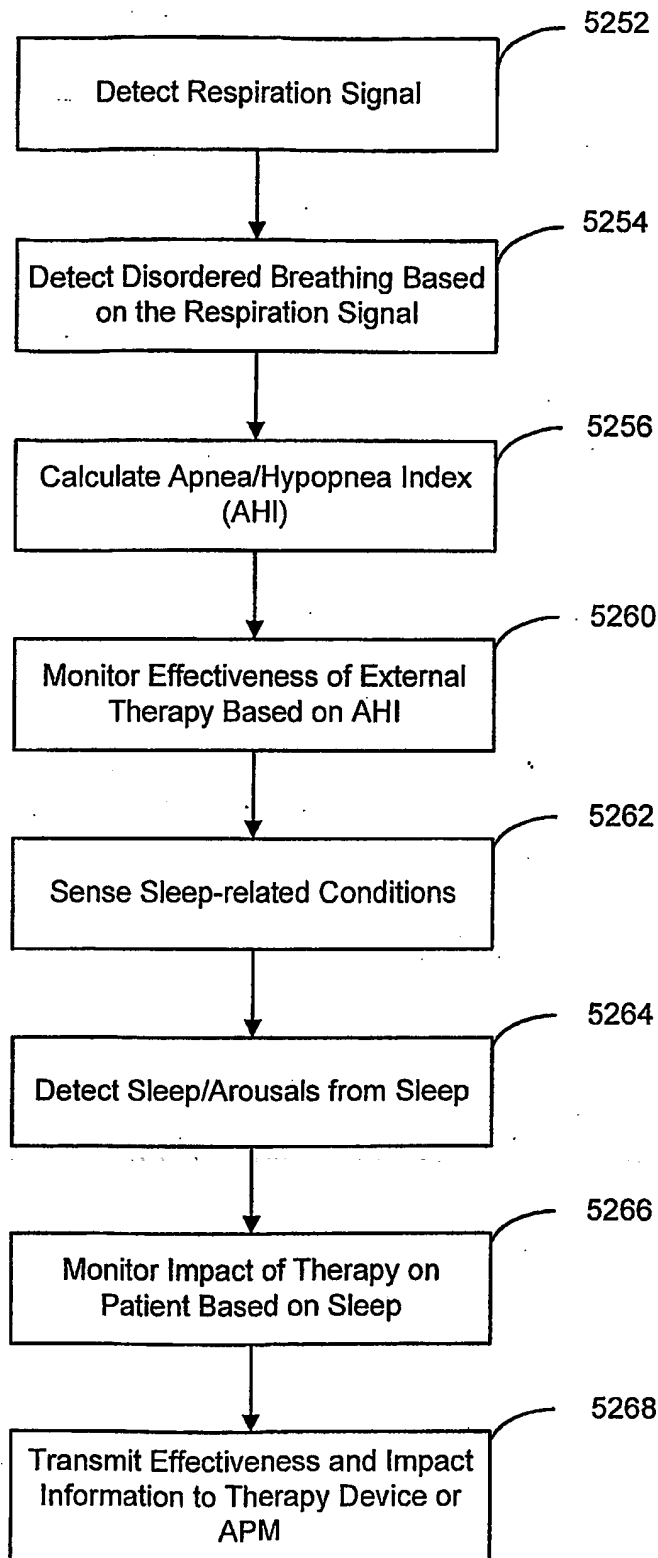 5252
Detect Respiration Signal
5254
Detect Disordered Breathing Based
on the Respiration Signal
5256
Calculate Apnea/Hypopnea Index
(AHI)
5260
Monitor Effectiveness of External
Therapy Based on AHI
5262
Sense Sleep-related Conditions
5264
Detect Sleep/Arousals from Sleep
5266
Monitor Impact of Therapy on
Patient Based on Sleep
5268
Transmit Effectiveness and Impact
Information to Therapy Device or
APM